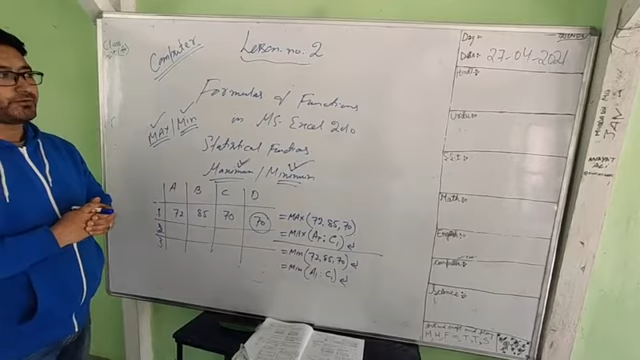 Computer
Lesson no. 2
Formulas of Functions
in MS-Excel 2010
Statistical Functions
MAX/Min
Maximum/Minimum
A B C D
1 72 85 70 70
2
3
=MAX(72,85,70)
=MAX(A1:C1)
=Min(72,85,70)
=Min(A1:C1)
Day:-
Date:- 27-04-2021
Hadi:-
Urdu:-
S.S.T:-
Math:-
English:-
Computer:-
Science:-